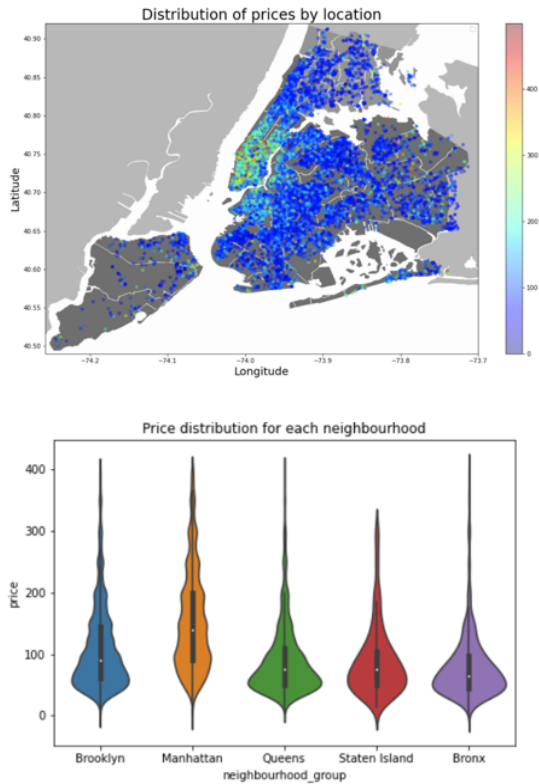 Distribution of prices by location
40.90
40.85
40.80
40.75
40.70
40.65
40.60
40.55
40.50
Latitude
−74.2
−74.1
−74.0
−73.9
−73.8
−73.7
Longitude
400
300
200
100
0
Price distribution for each neighbourhood
400
300
200
100
0
price
Brooklyn
Manhattan
Queens
Staten Island
Bronx
neighbourhood_group